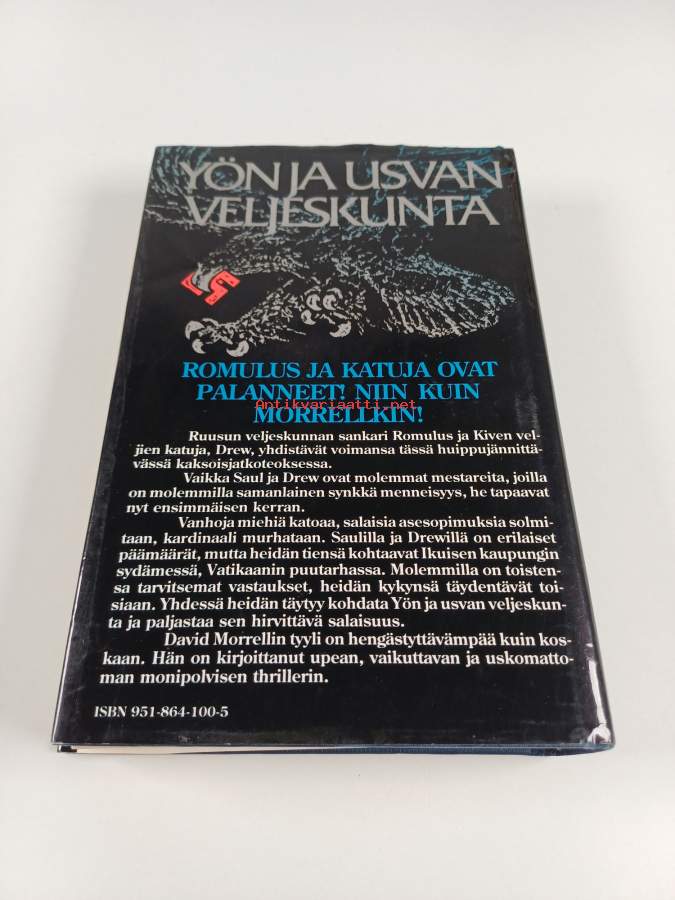 YÖN JA USVAN
VELJESKUNTA
ROMULUS JA KATUJA OVAT
PALANNEET! NIIN KUIN
Antikvariaatti.net
MORRELLKIN!
Ruusun veljeskunnan sankari Romulus ja Kiven vel-
jien katuja, Drew, yhdistävät voimansa tässä huippujännittä-
vässä kaksoisjatkoteoksessa.
Vaikka Saul ja Drew ovat molemmat mestareita, joilla
on molemmilla samanlainen synkkä menneisyys, he tapaavat
nyt ensimmäisen kerran.
Vanhoja miehiä katoaa, salaisia asesopimuksia solmi-
taan, kardinaali murhataan. Saulilla ja Drewillä on erilaiset
päämäärät, mutta heidän tiensä kohtaavat Ikuisen kaupungin
sydämessä, Vatikaanin puutarhassa. Molemmilla on toisten-
sa tarvitsemat vastaukset, heidän kykynsä täydentävät toi-
siaan. Yhdessä heidän täytyy kohdata Yön ja usvan veljeskun-
ta ja paljastaa sen hirvittävä salaisuus.
David Morrellin tyyli on hengästyttävämpää kuin kos-
kaan. Hän on kirjoittanut upean, vaikuttavan ja uskomatto-
man monipolvisen thrillerin.
ISBN 951-864-100-5